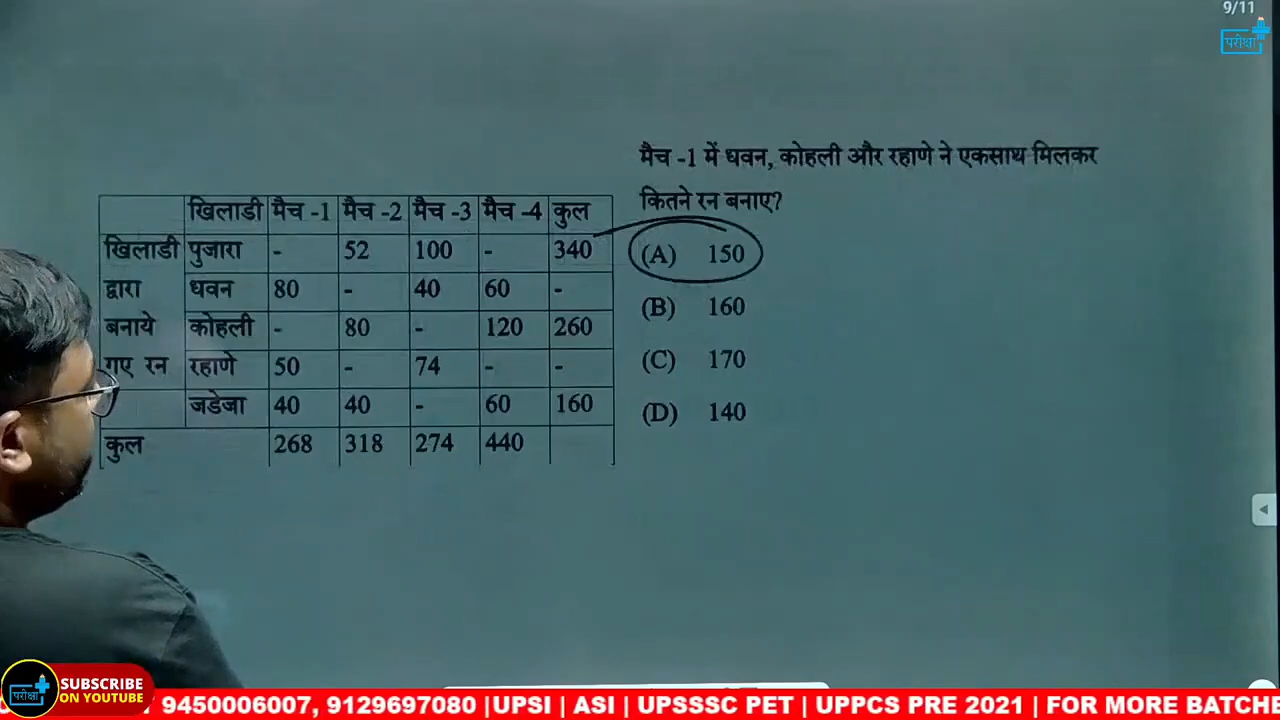 9/11
परीक्षा
मैच -1 में धवन, कोहली और रहाणे ने एकसाथ मिलकर
कितने रन बनाए?
(A) 150
(B) 160
(C) 170
(D) 140
खिलाडी मैच -1 मैच -2 मैच -3 मैच -4 कुल
खिलाडी पुजारा - 52 100 - 340
द्वारा धवन 80 - 40 60 -
बनाये कोहली - 80 - 120 260
गए रन रहाणे 50 - 74 - -
जडेजा 40 40 - 60 160
कुल 268 318 274 440
परीक्षा
SUBSCRIBE
ON YOUTUBE
9450006007, 9129697080 |UPSI | ASI | UPSSSC PET | UPPCS PRE 2021 | FOR MORE BATCHE